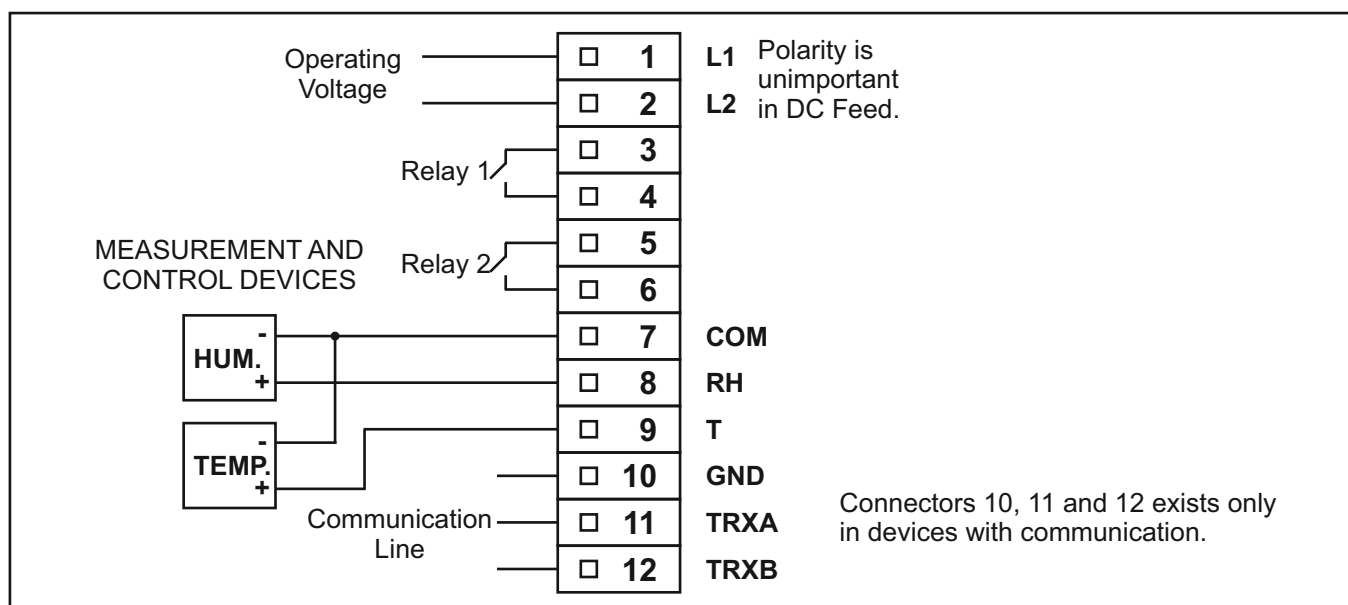 Operating
Voltage
1
L1
Polarity is
unimportant
in DC Feed.
2
L2
Relay 1
3
4
MEASUREMENT AND
CONTROL DEVICES
Relay 2
5
6
HUM.
-
+
7
COM
8
RH
TEMP.
-
+
9
T
10
GND
Communication
Line
11
TRXA
12
TRXB
Connectors 10, 11 and 12 exists only
in devices with communication.